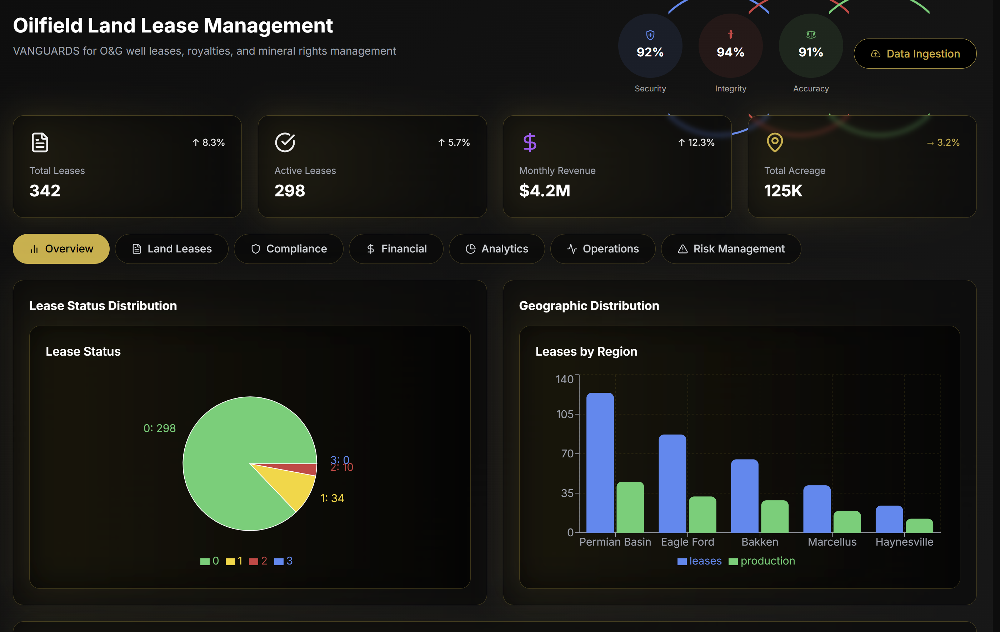 Oilfield Land Lease Management
VANGUARDS for O&G well leases, royalties, and mineral rights management
92%
Security
94%
Integrity
91%
Accuracy
Data Ingestion
↑ 8.3%
Total Leases
342
↑ 5.7%
Active Leases
298
↑ 12.3%
Monthly Revenue
$4.2M
→ 3.2%
Total Acreage
125K
Overview
Land Leases
Compliance
Financial
Analytics
Operations
Risk Management
Lease Status Distribution
Lease Status
0: 298
3: 0
2: 10
1: 34
0 1 2 3
Geographic Distribution
Leases by Region
140
105
70
35
0
Permian Basin Eagle Ford Bakken Marcellus Haynesville
leases production